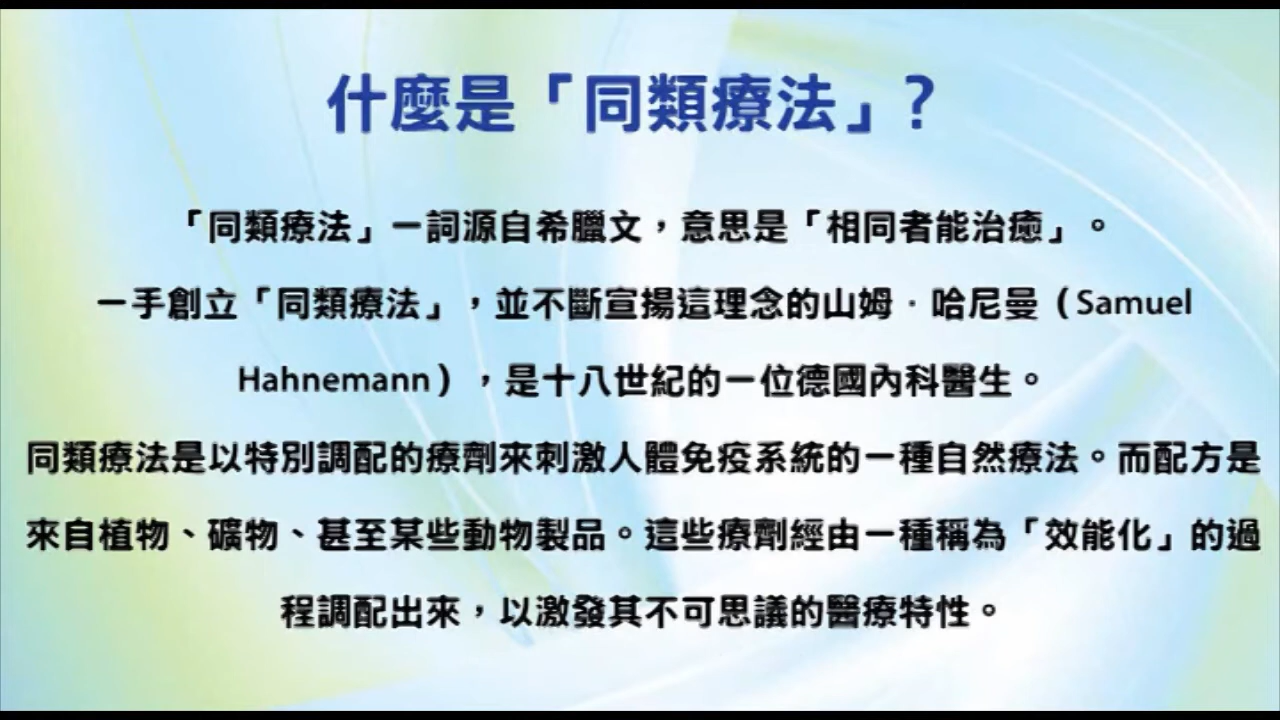 什麼是「同類療法」?
「同類療法」一詞源自希臘文，意思是「相同者能治癒」。
一手創立「同類療法」，並不斷宣揚這理念的山姆．哈尼曼（Samuel
Hahnemann），是十八世紀的一位德國內科醫生。
同類療法是以特別調配的療劑來刺激人體免疫系統的一種自然療法。而配方是
來自植物、礦物、甚至某些動物製品。這些療劑經由一種稱為「效能化」的過
程調配出來，以激發其不可思議的醫療特性。